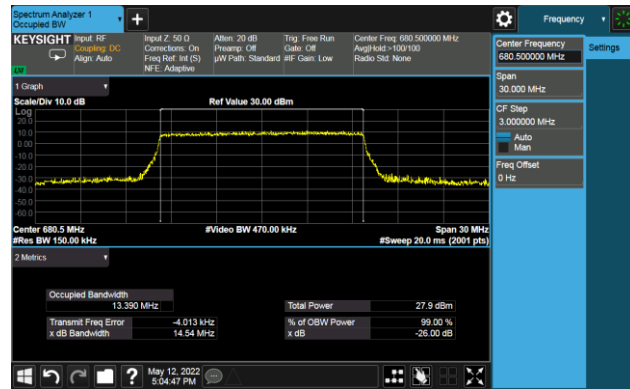 Spectrum Analyzer 1
Occupied BW
KEYSIGHT
Input: RF
Coupling: DC
Align: Auto
Input Z: 50 Ω
Corrections: On
Freq Ref: Int (S)
NFE: Adaptive
Atten: 20 dB
Preamp: Off
µW Path: Standard
Trig: Free Run
Gate: Off
#IF Gain: Low
Center Freq: 680.500000 MHz
Avg|Hold:>100/100
Radio Std: None
1 Graph
Scale/Div 10.0 dB
Ref Value 30.00 dBm
Log
20.0
10.0
0.00
-10.0
-20.0
-30.0
-40.0
-50.0
-60.0
Center 680.5 MHz
#Video BW 470.00 kHz
Span 30 MHz
#Res BW 150.00 kHz
#Sweep 20.0 ms (2001 pts)
2 Metrics
Occupied Bandwidth
13.390 MHz
Total Power 27.9 dBm
Transmit Freq Error -4.013 kHz
% of OBW Power 99.00 %
x dB Bandwidth 14.54 MHz
x dB -26.00 dB
?
May 12, 2022
5:04:47 PM
Frequency
Settings
Center Frequency
680.500000 MHz
Span
30.000 MHz
CF Step
3.000000 MHz
Auto
Man
Freq Offset
0 Hz